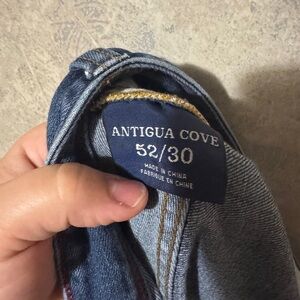 ANTIGUA COVE
52/30
MADE IN CHINA
FABRIQUÉ EN CHINE